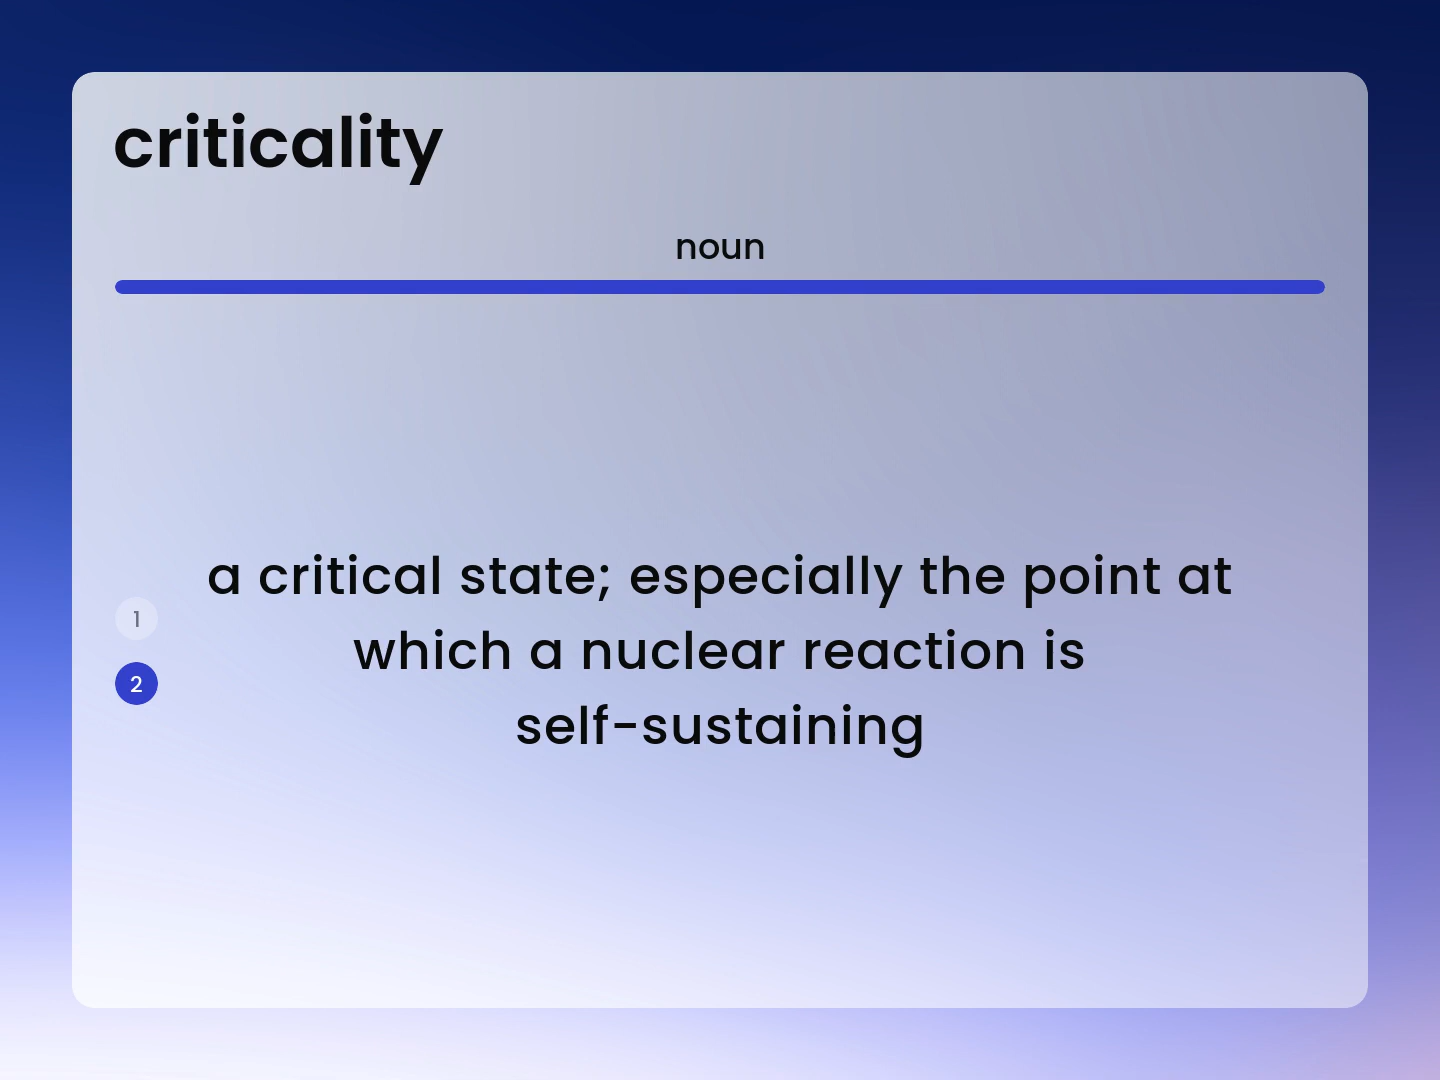 criticality
noun
1
2
a critical state; especially the point at
which a nuclear reaction is
self-sustaining